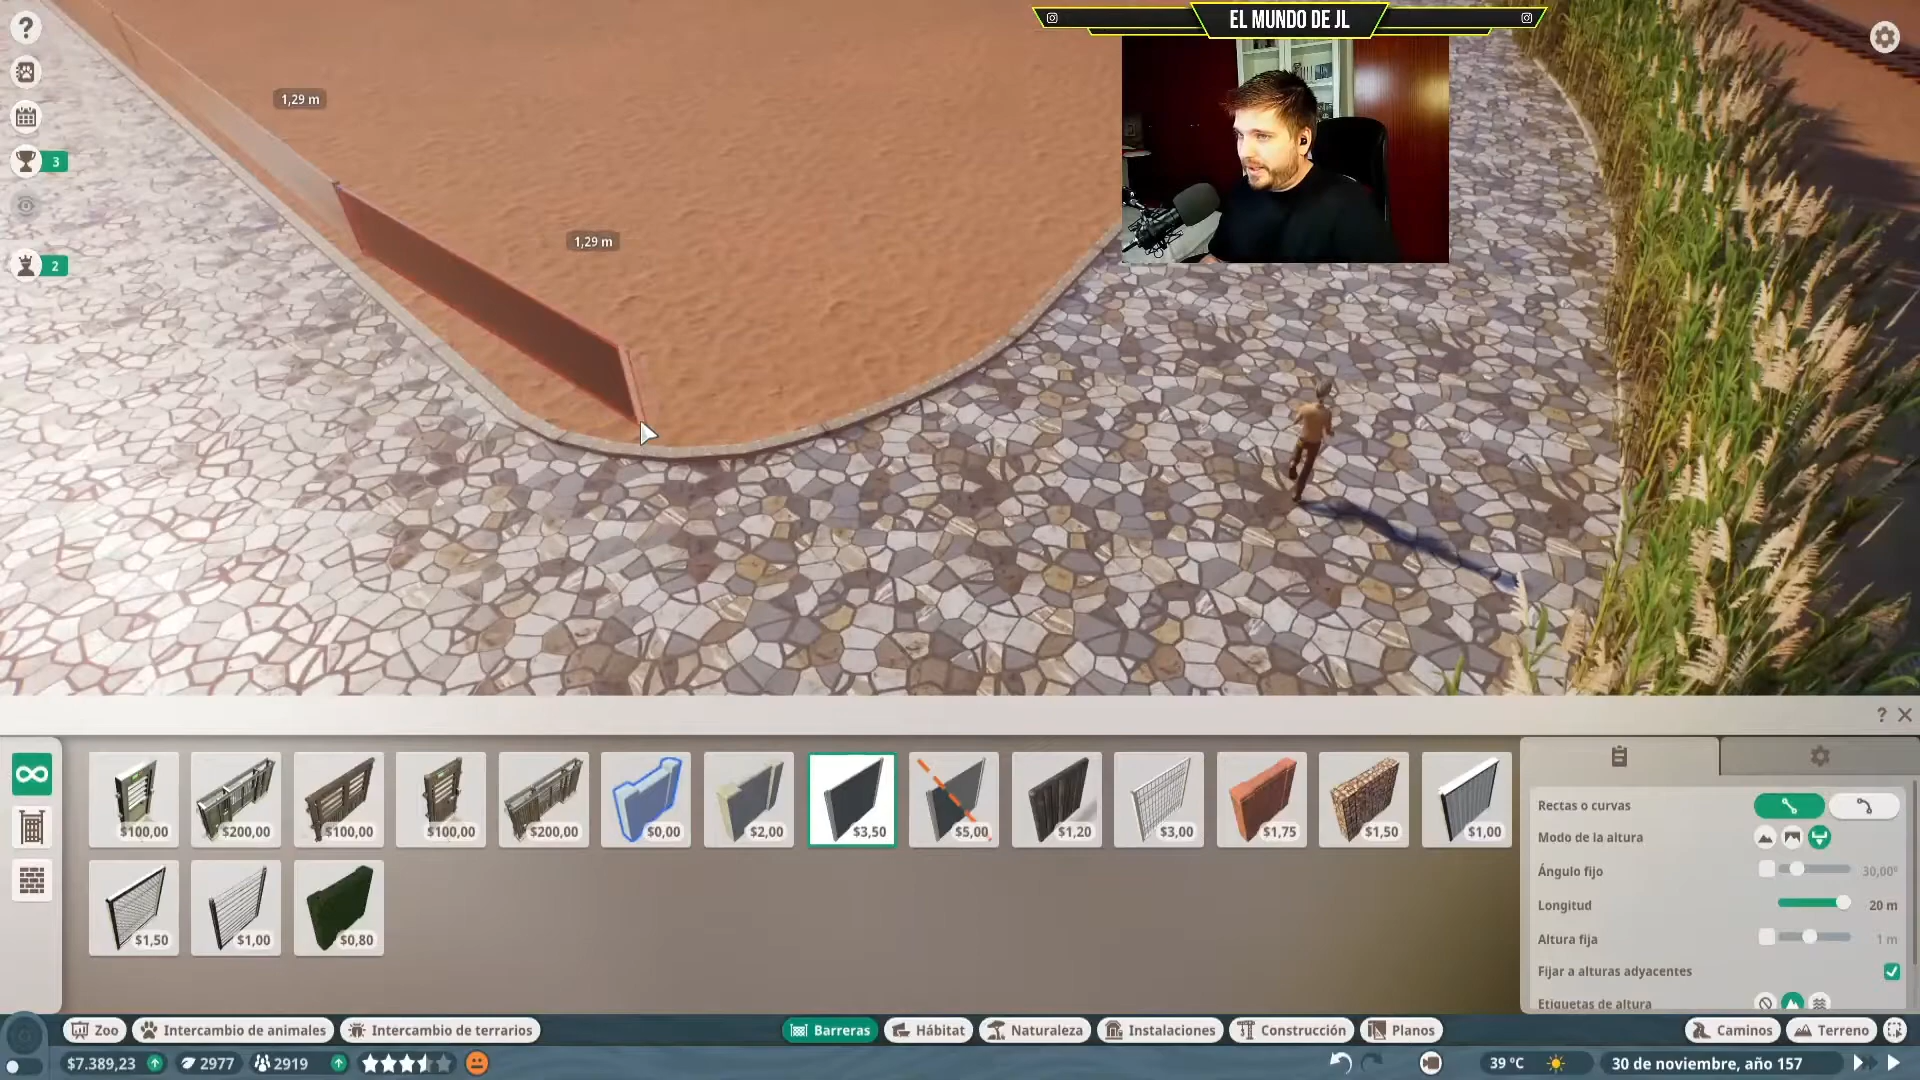 EL MUNDO DE JL
?
1,29 m
3
1,29 m
2
? ×
$100,00
$200,00
$100,00
$100,00
$200,00
$0,00
$2,00
$3,50
$5,00
$1,20
$3,00
$1,75
$1,50
$1,00
$1,50
$1,00
$0,80
Rectas o curvas
Modo de la altura
Ángulo fijo 30,00°
Longitud 20 m
Altura fija 1 m
Fijar a alturas adyacentes
Etiquetas de altura
Zoo Intercambio de animales Intercambio de terrarios Barreras Hábitat Naturaleza Instalaciones Construcción Planos Caminos Terreno
$7.389,23 2977 2919 39 °C 30 de noviembre, año 157